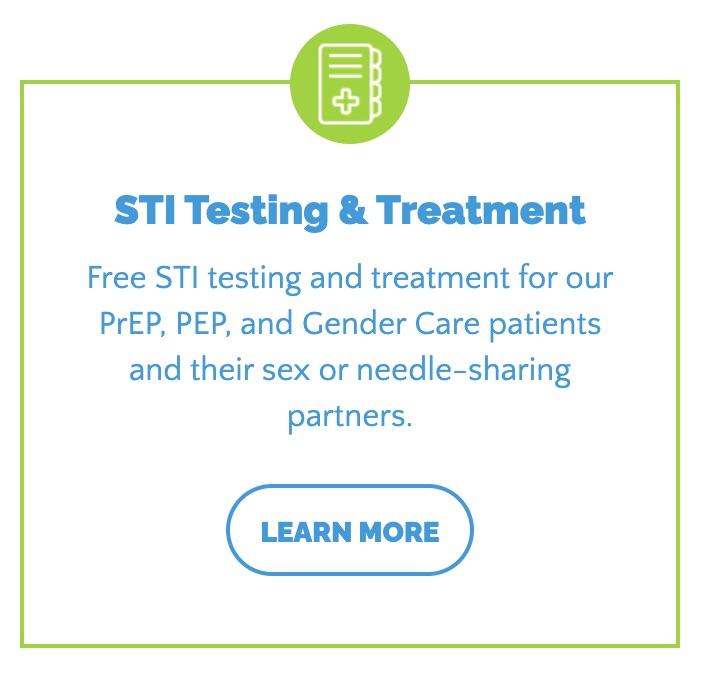 STI Testing & Treatment
Free STI testing and treatment for our
PrEP, PEP, and Gender Care patients
and their sex or needle-sharing
partners.
LEARN MORE